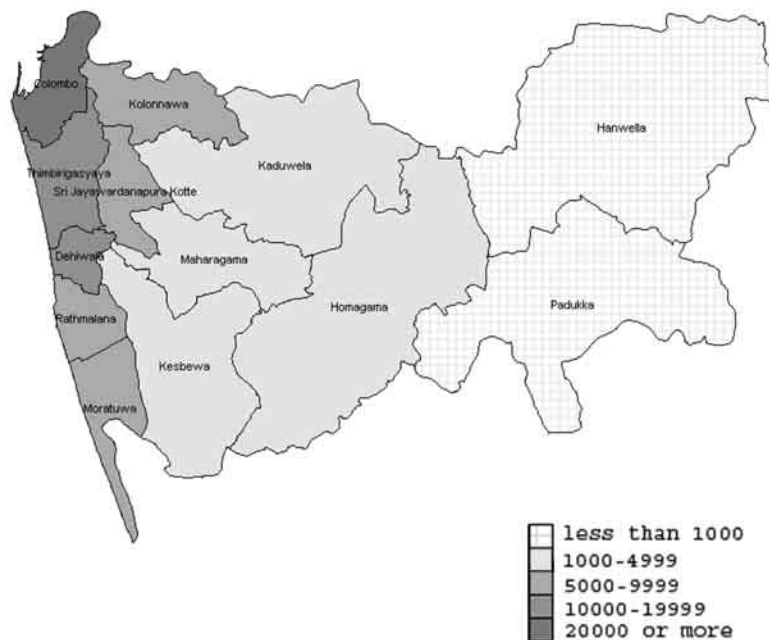 Colombo
Kolonnawa
Hanwella
Kaduwela
Thimbirigasyaya
Sri Jayawardanapura Kotte
Dehiwala
Maharagama
Homagama
Padukka
Rathmalana
Kesbewa
Moratuwa
less than 1000
1000-4999
5000-9999
10000-19999
20000 or more